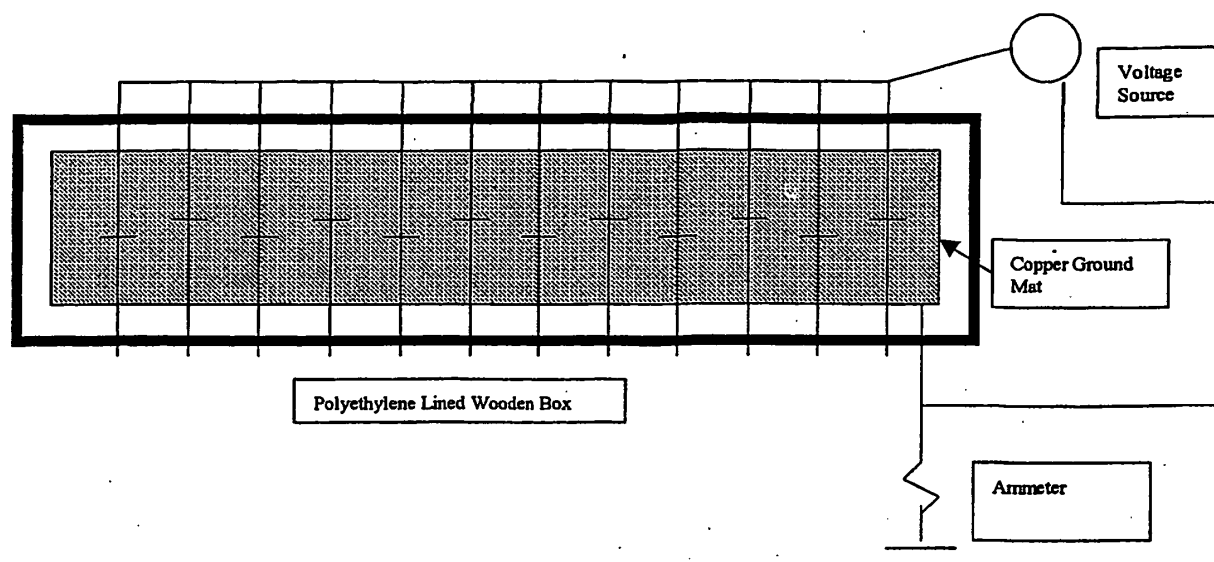 Voltage
Source
Copper Ground
Mat
Polyethylene Lined Wooden Box
Ammeter